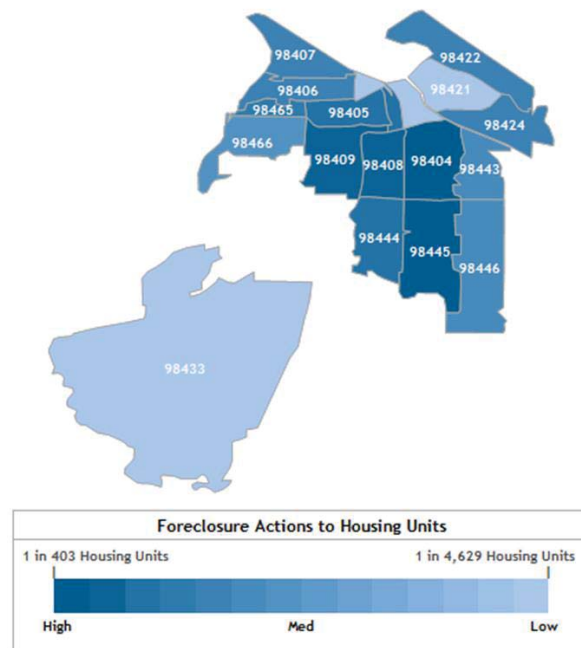 98407
98422
98421
98406
98465
98405
98424
98466
98409
98408
98404
98443
98444
98445
98446
98433
Foreclosure Actions to Housing Units
1 in 403 Housing Units
1 in 4,629 Housing Units
High
Med
Low